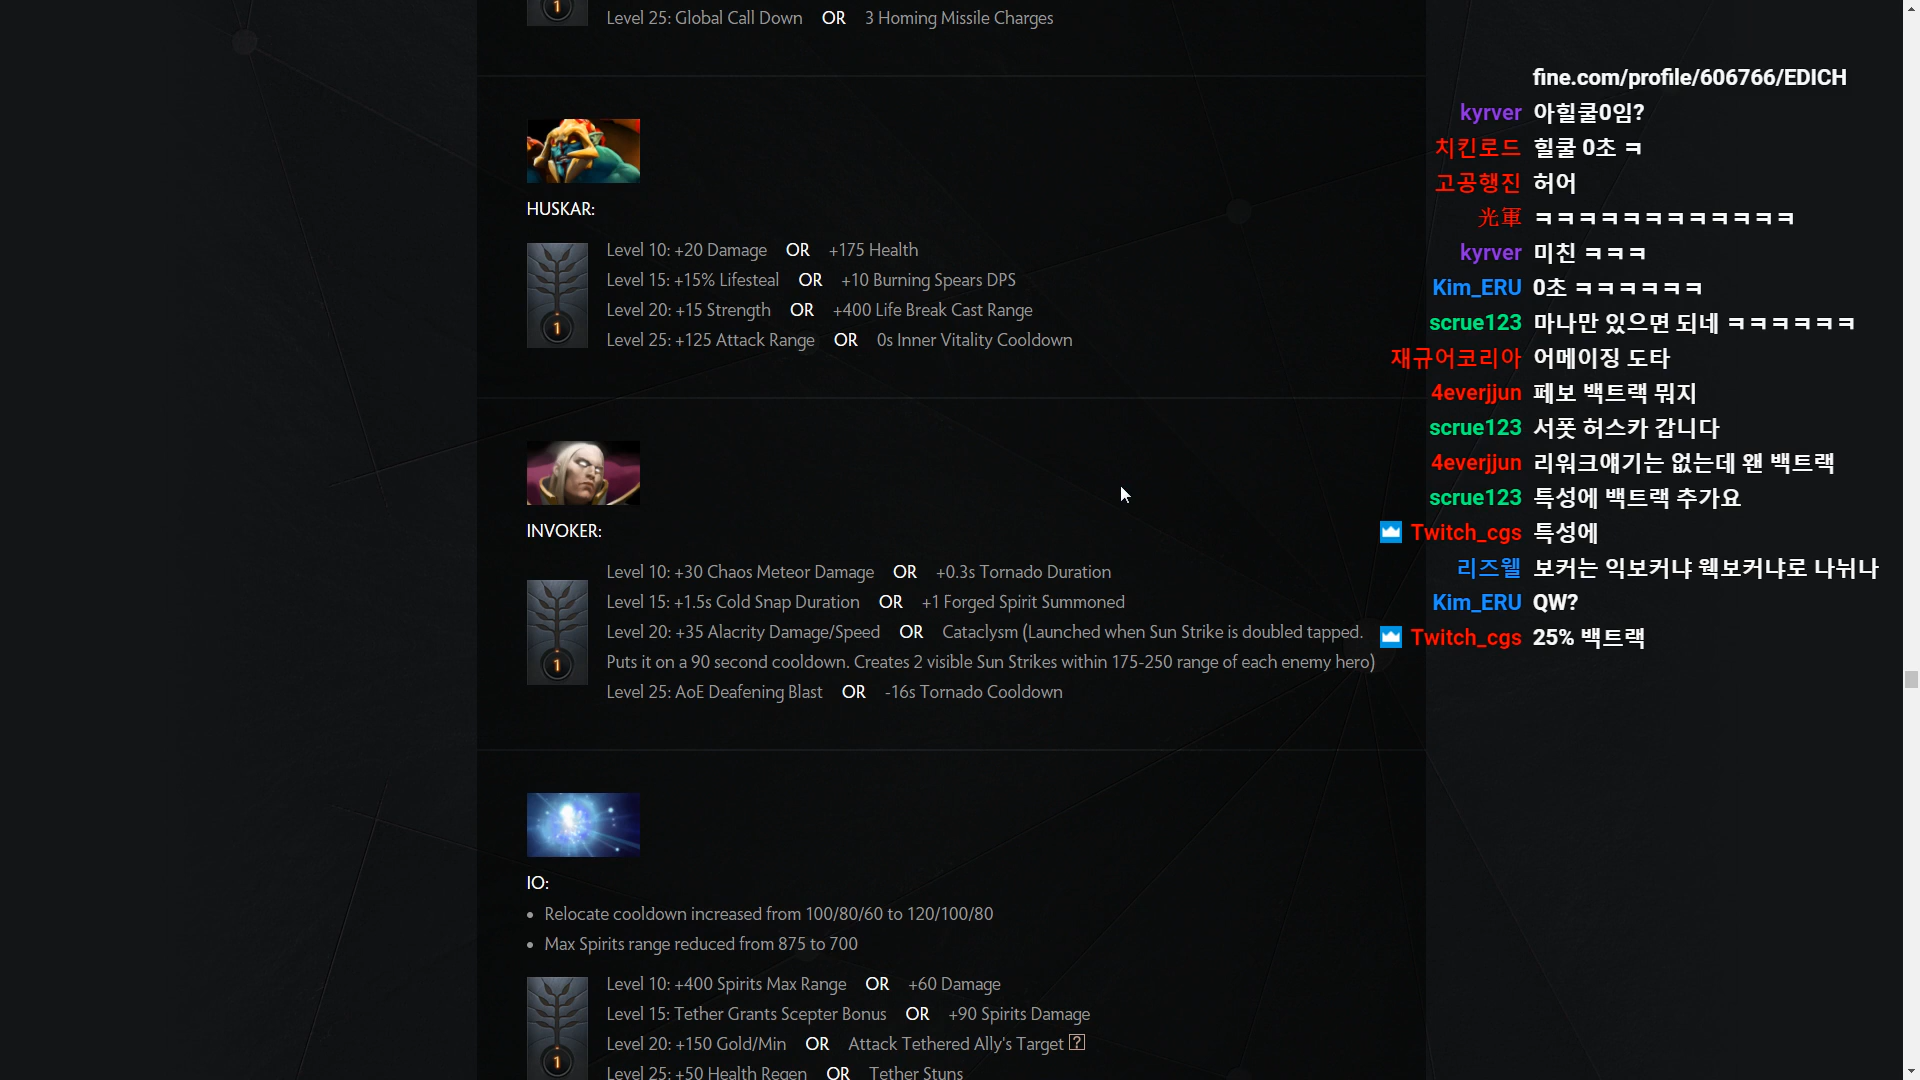 1
Level 25: Global Call Down OR 3 Homing Missile Charges
HUSKAR:
Level 10: +20 Damage OR +175 Health
Level 15: +15% Lifesteal OR +10 Burning Spears DPS
Level 20: +15 Strength OR +400 Life Break Cast Range
Level 25: +125 Attack Range OR 0s Inner Vitality Cooldown
1
INVOKER:
Level 10: +30 Chaos Meteor Damage OR +0.3s Tornado Duration
Level 15: +1.5s Cold Snap Duration OR +1 Forged Spirit Summoned
Level 20: +35 Alacrity Damage/Speed OR Cataclysm (Launched when Sun Strike is doubled tapped.
Puts it on a 90 second cooldown. Creates 2 visible Sun Strikes within 175-250 range of each enemy hero)
Level 25: AoE Deafening Blast OR -16s Tornado Cooldown
1
IO:
• Relocate cooldown increased from 100/80/60 to 120/100/80
• Max Spirits range reduced from 875 to 700
Level 10: +400 Spirits Max Range OR +60 Damage
Level 15: Tether Grants Scepter Bonus OR +90 Spirits Damage
Level 20: +150 Gold/Min OR Attack Tethered Ally's Target ?
Level 25: +50 Health Regen OR Tether Stuns
1
fine.com/profile/606766/EDICH
kyrver 아힐쿨0임?
치킨로드 힐쿨 0초 ㅋ
고공행진 허어
光軍 ㅋㅋㅋㅋㅋㅋㅋㅋㅋㅋㅋㅋ
kyrver 미친 ㅋㅋㅋ
Kim_ERU 0초 ㅋㅋㅋㅋㅋㅋ
scrue123 마나만 있으면 되네 ㅋㅋㅋㅋㅋㅋ
재규어코리아 어메이징 도타
4everjjun 페보 백트랙 뭐지
scrue123 서폿 허스카 갑니다
4everjjun 리워크얘기는 없는데 왠 백트랙
scrue123 특성에 백트랙 추가요
Twitch_cgs 특성에
리즈웰 보커는 익보커냐 웩보커냐로 나뉘나
Kim_ERU QW?
Twitch_cgs 25% 백트랙